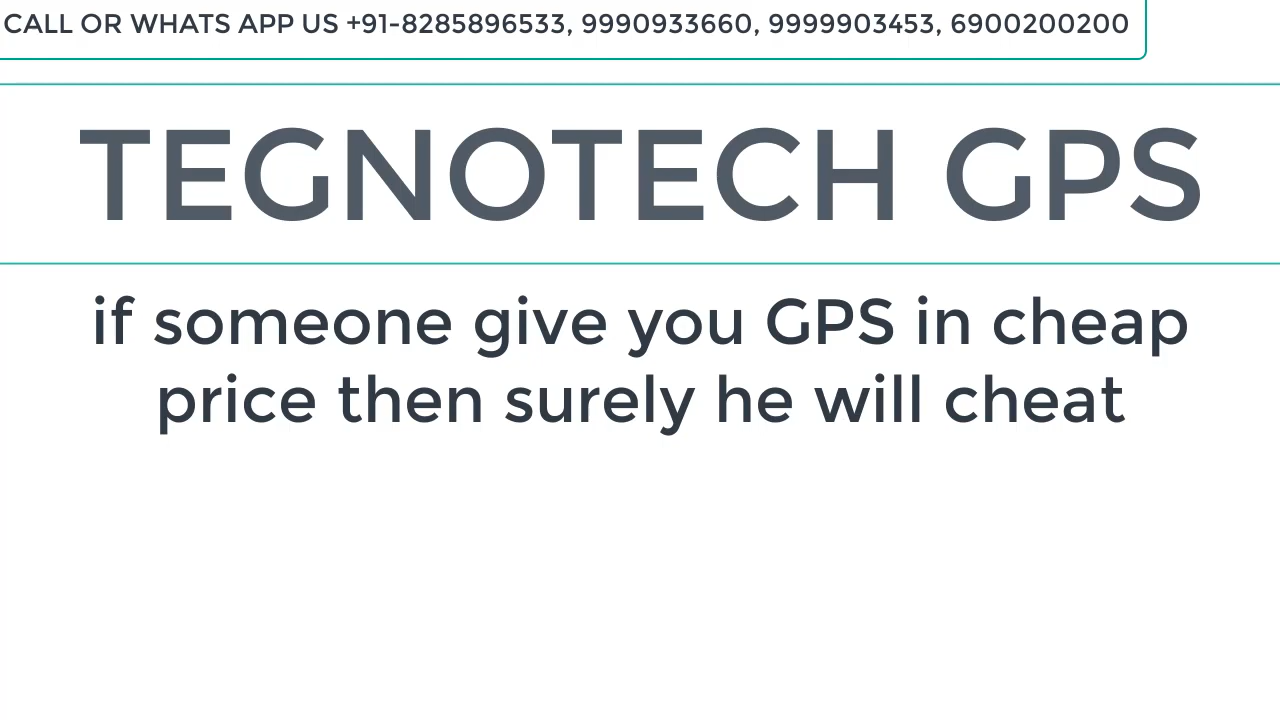 CALL OR WHATS APP US +91-8285896533, 9990933660, 9999903453, 6900200200
TEGNOTECH GPS
if someone give you GPS in cheap
price then surely he will cheat